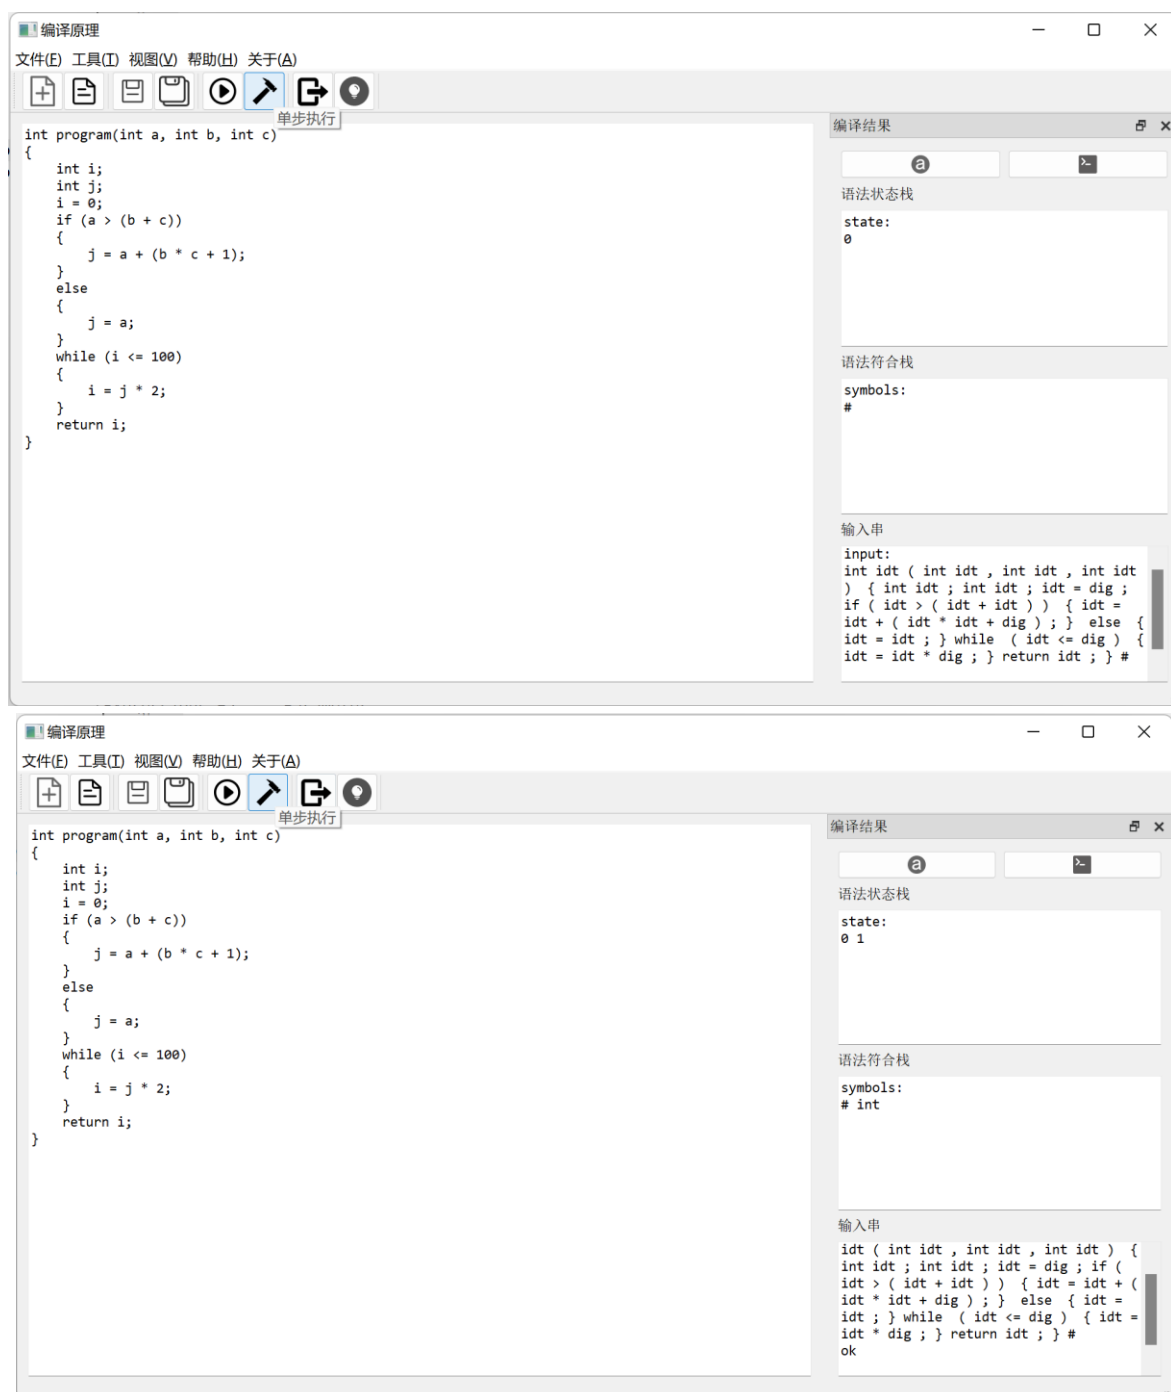 编译原理
文件(F) 工具(T) 视图(V) 帮助(H) 关于(A)
单步执行
int program(int a, int b, int c)
{
    int i;
    int j;
    i = 0;
    if (a > (b + c))
    {
        j = a + (b * c + 1);
    }
    else
    {
        j = a;
    }
    while (i <= 100)
    {
        i = j * 2;
    }
    return i;
}
编译结果
a
语法状态栈
state:
0
语法符合栈
symbols:
#
输入串
input:
int idt ( int idt , int idt , int idt
)  { int idt ; int idt ; idt = dig ;
if ( idt > ( idt + idt ) )  { idt =
idt + ( idt * idt + dig ) ; }  else  {
idt = idt ; } while  ( idt <= dig )  {
idt = idt * dig ; } return idt ; } #
编译原理
文件(F) 工具(T) 视图(V) 帮助(H) 关于(A)
单步执行
int program(int a, int b, int c)
{
    int i;
    int j;
    i = 0;
    if (a > (b + c))
    {
        j = a + (b * c + 1);
    }
    else
    {
        j = a;
    }
    while (i <= 100)
    {
        i = j * 2;
    }
    return i;
}
编译结果
a
语法状态栈
state:
0 1
语法符合栈
symbols:
# int
输入串
idt ( int idt , int idt , int idt )  {
int idt ; int idt ; idt = dig ; if (
idt > ( idt + idt ) )  { idt = idt + (
idt * idt + dig ) ; }  else  { idt =
idt ; } while  ( idt <= dig )  { idt =
idt * dig ; } return idt ; } #
ok